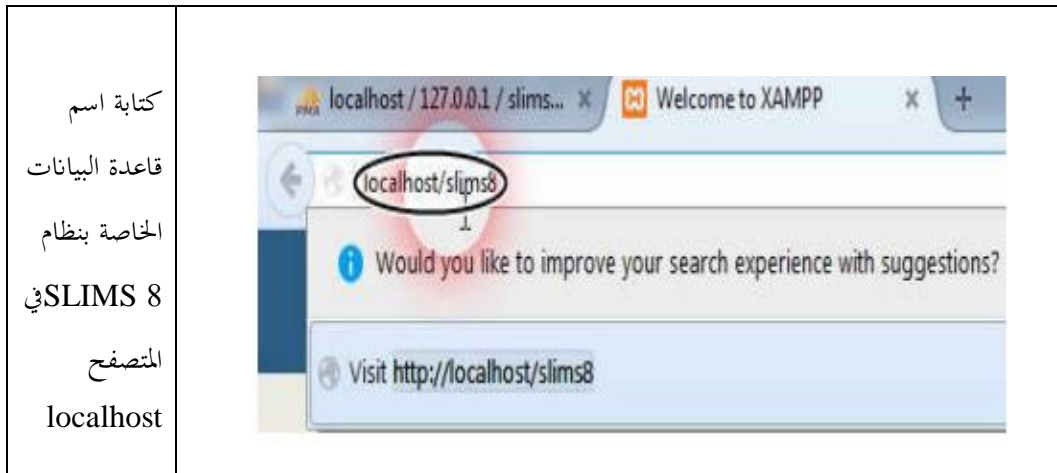 كتابة اسم
قاعدة البيانات
الخاصة بنظام
SLIMS 8في
المتصفح
localhost
PMA localhost / 127.0.0.1 / slims... x Welcome to XAMPP x +
localhost/slims8
Would you like to improve your search experience with suggestions?
Visit http://localhost/slims8